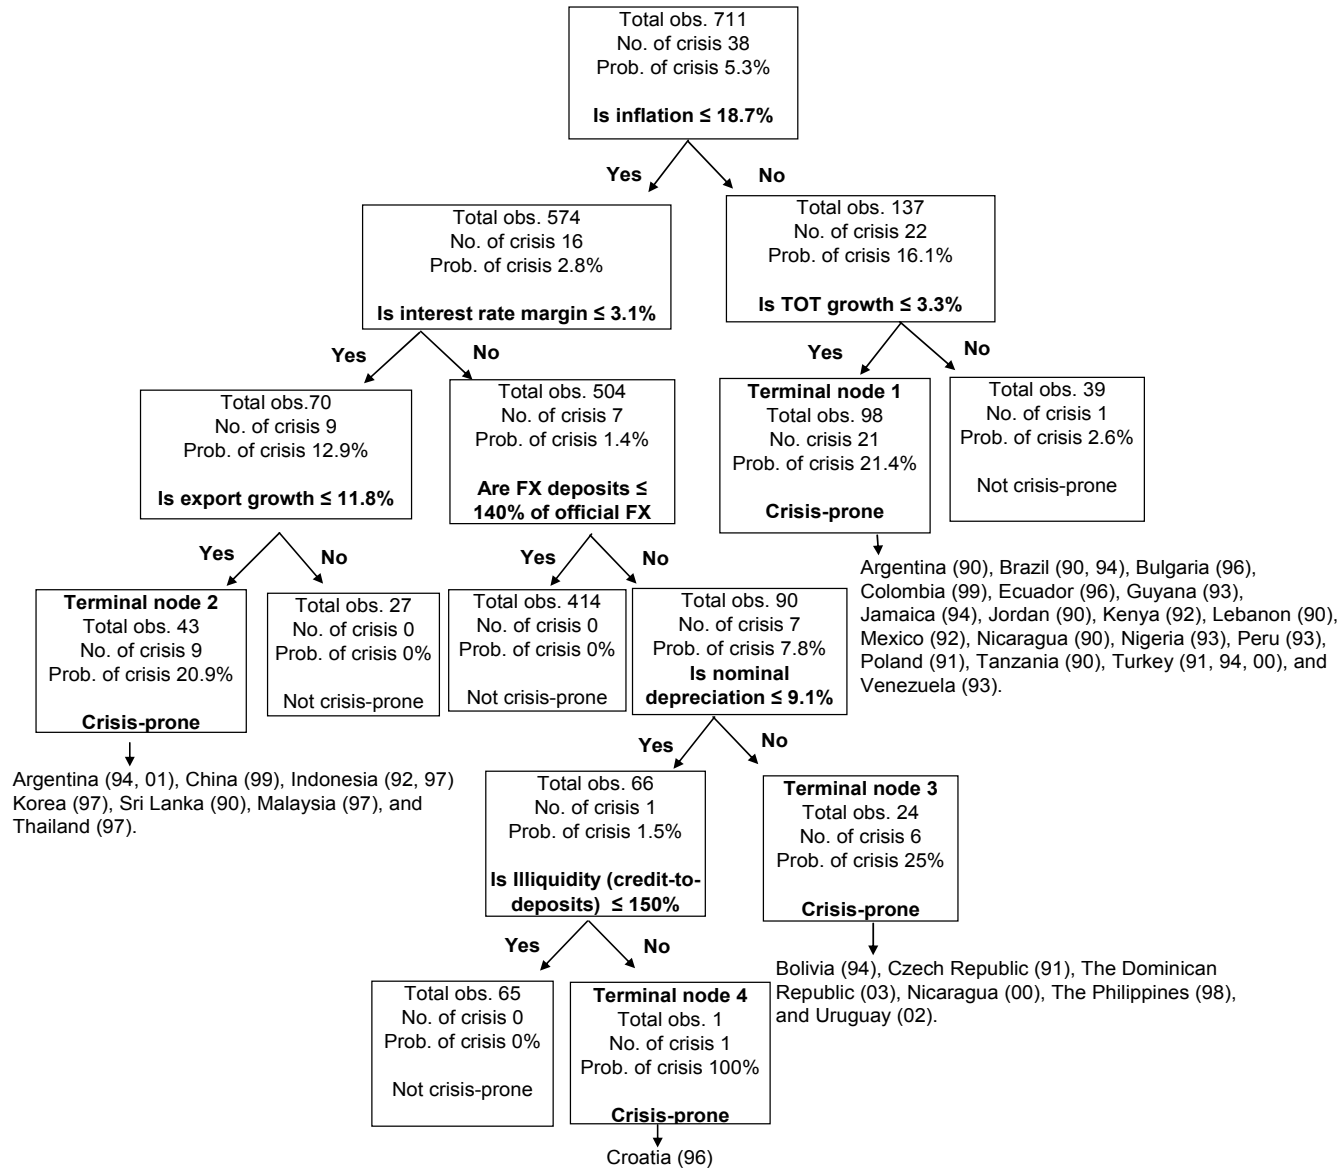 Total obs. 711
No. of crisis 38
Prob. of crisis 5.3%
Is inflation ≤ 18.7%
Yes
No
Total obs. 574
No. of crisis 16
Prob. of crisis 2.8%
Is interest rate margin ≤ 3.1%
Total obs. 137
No. of crisis 22
Prob. of crisis 16.1%
Is TOT growth ≤ 3.3%
Yes
No
Yes
No
Total obs.70
No. of crisis 9
Prob. of crisis 12.9%
Is export growth ≤ 11.8%
Total obs. 504
No. of crisis 7
Prob. of crisis 1.4%
Are FX deposits ≤
140% of official FX
Terminal node 1
Total obs. 98
No. crisis 21
Prob. of crisis 21.4%
Crisis-prone
Total obs. 39
No. of crisis 1
Prob. of crisis 2.6%
Not crisis-prone
Argentina (90), Brazil (90, 94), Bulgaria (96),
Colombia (99), Ecuador (96), Guyana (93),
Jamaica (94), Jordan (90), Kenya (92), Lebanon (90),
Mexico (92), Nicaragua (90), Nigeria (93), Peru (93),
Poland (91), Tanzania (90), Turkey (91, 94, 00), and
Venezuela (93).
Yes
No
Yes
No
Terminal node 2
Total obs. 43
No. of crisis 9
Prob. of crisis 20.9%
Crisis-prone
Total obs. 27
No. of crisis 0
Prob. of crisis 0%
Not crisis-prone
Total obs. 414
No. of crisis 0
Prob. of crisis 0%
Not crisis-prone
Total obs. 90
No. of crisis 7
Prob. of crisis 7.8%
Is nominal
depreciation ≤ 9.1%
Argentina (94, 01), China (99), Indonesia (92, 97)
Korea (97), Sri Lanka (90), Malaysia (97), and
Thailand (97).
Yes
No
Total obs. 66
No. of crisis 1
Prob. of crisis 1.5%
Is Illiquidity (credit-to-
deposits) ≤ 150%
Terminal node 3
Total obs. 24
No. of crisis 6
Prob. of crisis 25%
Crisis-prone
Bolivia (94), Czech Republic (91), The Dominican
Republic (03), Nicaragua (00), The Philippines (98),
and Uruguay (02).
Yes
No
Total obs. 65
No. of crisis 0
Prob. of crisis 0%
Not crisis-prone
Terminal node 4
Total obs. 1
No. of crisis 1
Prob. of crisis 100%
Crisis-prone
Croatia (96)